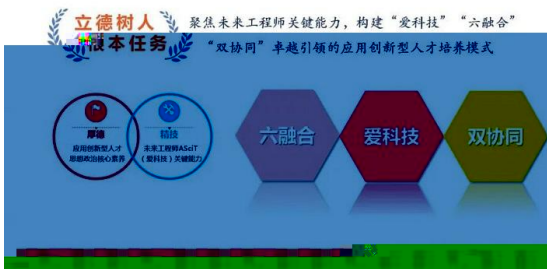 立德树人
根本任务
聚焦未来工程师关键能力，构建“爱科技”“六融合”
“双协同”卓越引领的应用创新型人才培养模式
厚德
应用创新型人才
思想政治核心素养
精技
未来工程师ASciT
（爱科技）关键能力
六融合
爱科技
双协同